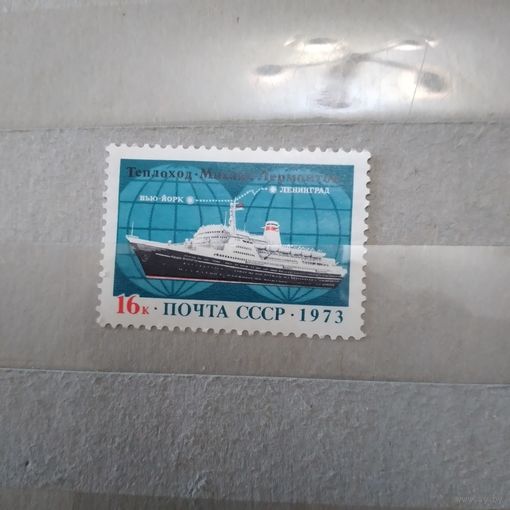 Теплоход · Михаил Лермонтов
НЬЮ-ЙОРК
ЛЕНИНГРАД
16к · ПОЧТА СССР · 1973